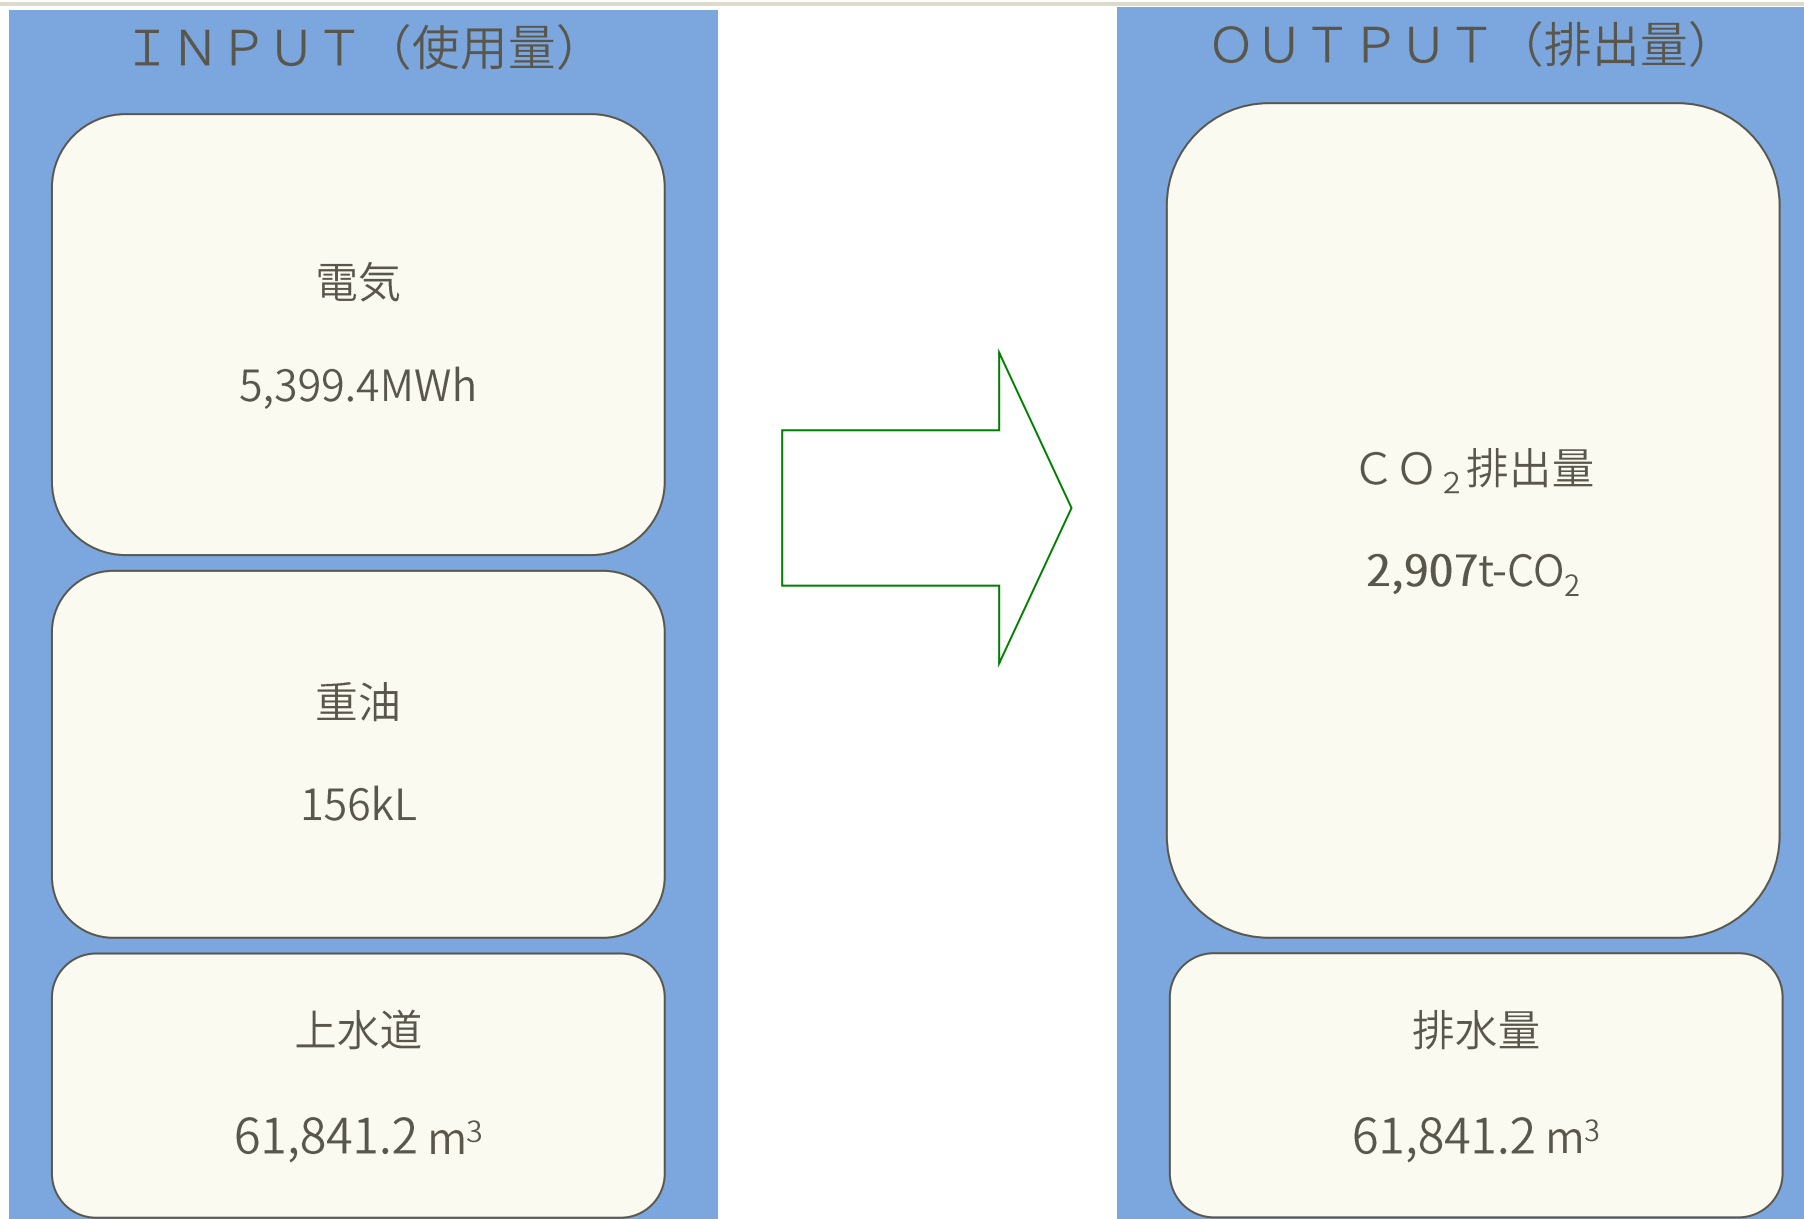 ＩＮＰＵＴ（使用量）
電気
5,399.4MWh
重油
156kL
上水道
61,841.2 m³
ＯＵＴＰＵＴ（排出量）
ＣＯ₂排出量
2,907t-CO₂
排水量
61,841.2 m³